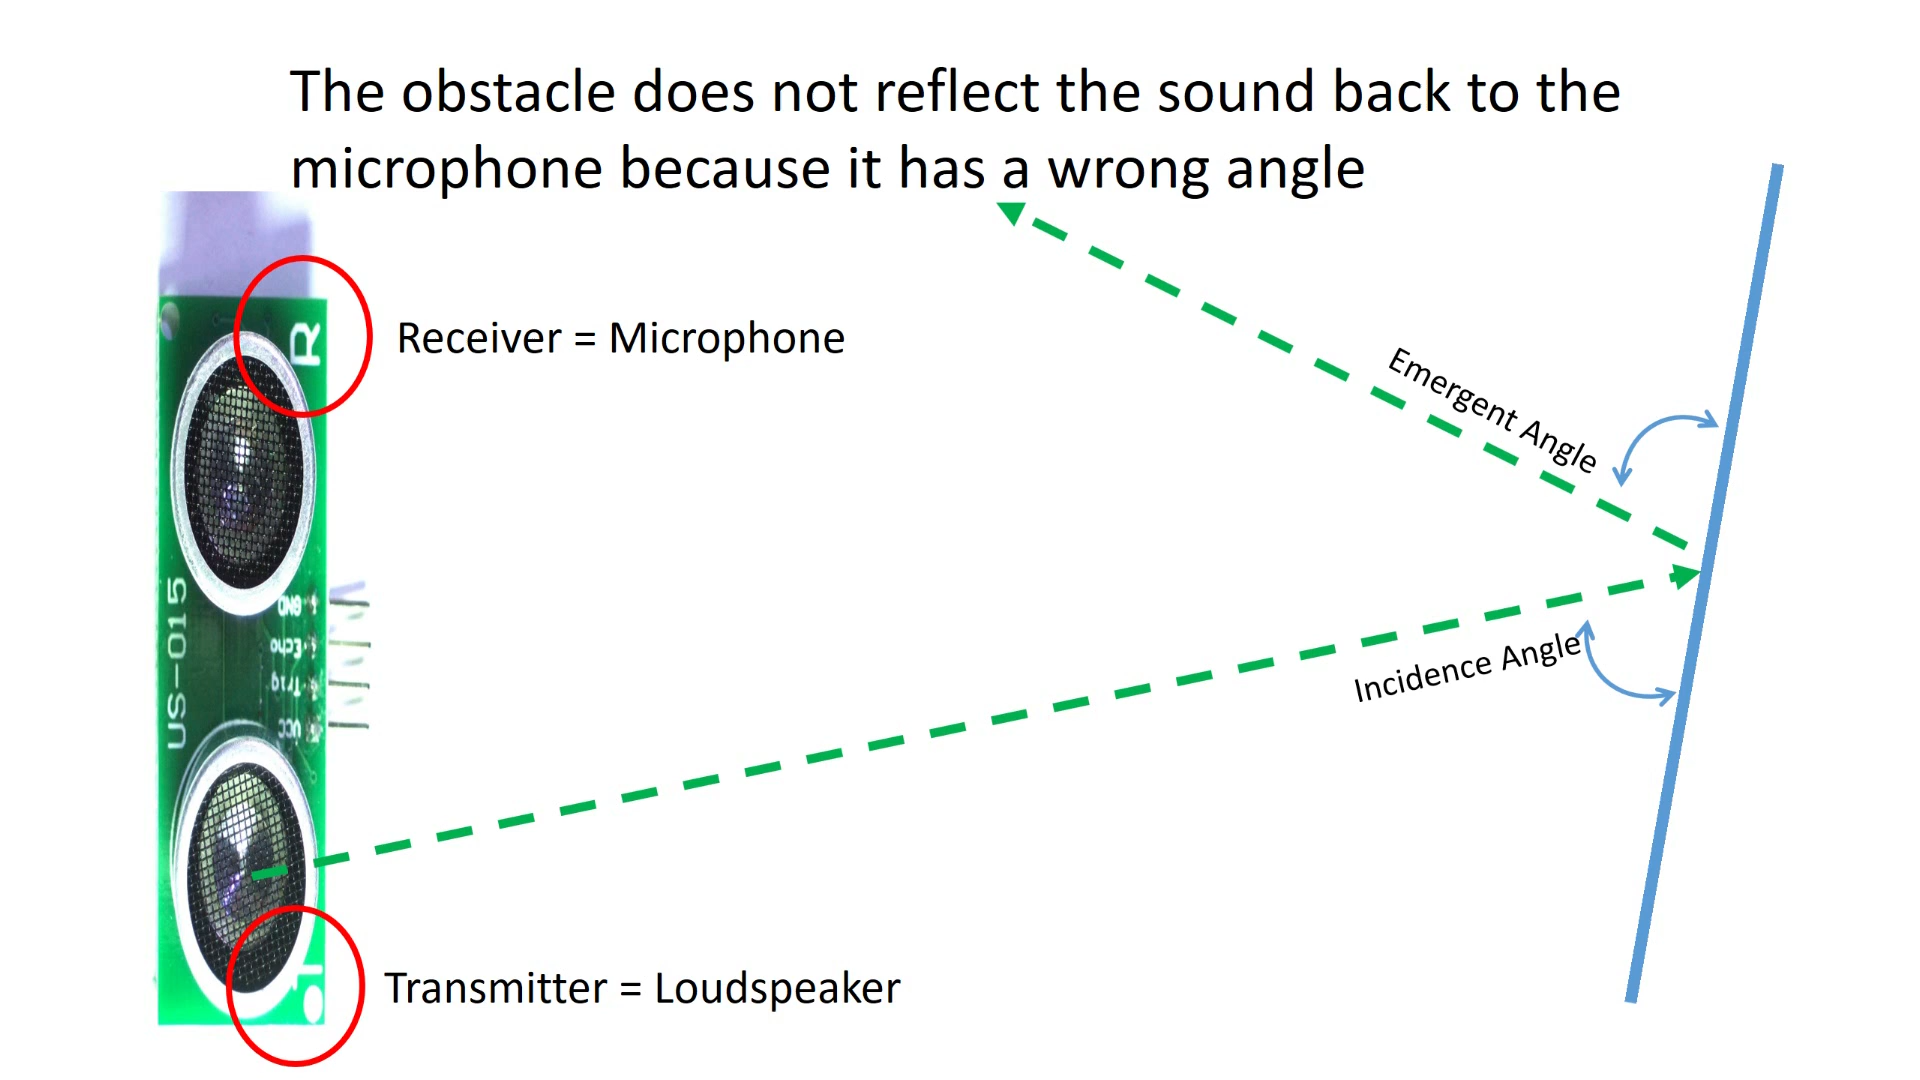 The obstacle does not reflect the sound back to the
microphone because it has a wrong angle
R
Receiver = Microphone
Emergent Angle
Incidence Angle
US-015
GND
Echo
Trig
VCC
T
Transmitter = Loudspeaker